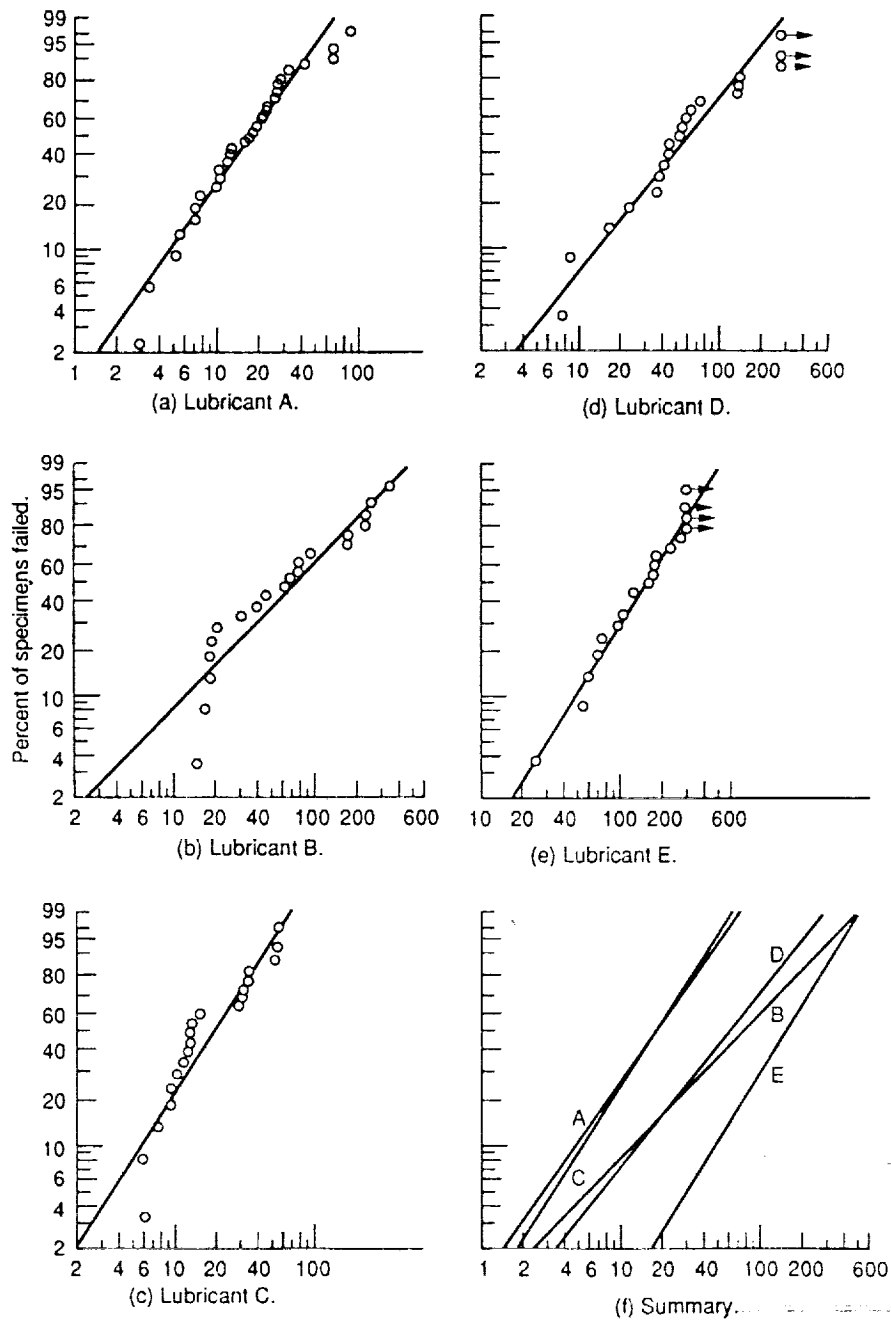 99
95
80
60
40
20
10
6
4
2
1 2 4 6 10 20 40 100
(a) Lubricant A.
2 4 6 10 20 40 100 200 600
(d) Lubricant D.
Percent of specimens failed.
99
95
80
60
40
20
10
6
4
2
2 4 6 10 20 40 100 200 600
(b) Lubricant B.
10 20 40 60 100 200 600
(e) Lubricant E.
99
95
80
60
40
20
10
6
4
2
2 4 6 10 20 40 100
(c) Lubricant C.
A
C
D
B
E
1 2 4 6 10 20 40 100 200 600
(f) Summary.